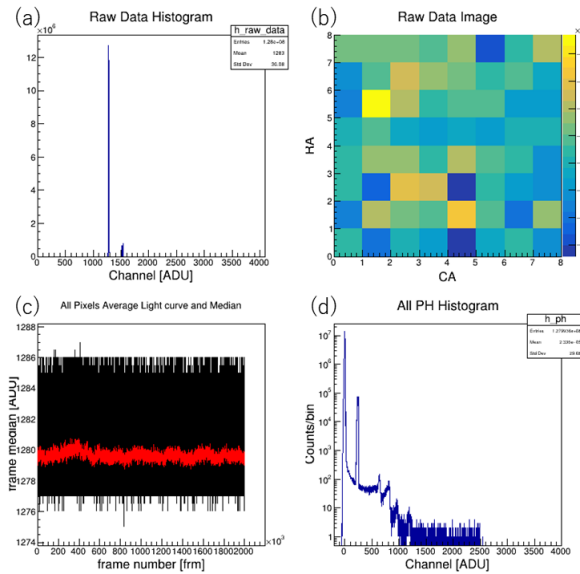 (a)
Raw Data Histogram
×10⁶
h_raw_data
Entries 1.28e+08
Mean 1283
Std Dev
12
10
8
6
4
2
0
0 500 1000 1500 2000 2500 3000 3500 4000
Channel [ADU]
(b)
Raw Data Image
HA
8
7
6
5
4
3
2
1
0
0 1 2 3 4 5 6 7 8
CA
(c)
All Pixels Average Light curve and Median
frame median [ADU]
1288
1286
1284
1282
1280
1278
1276
1274
0 200 400 600 800 1000 1200 1400 1600 1800 2000
×10³
frame number [frm]
(d)
All PH Histogram
h_ph
Entries
Mean
Std Dev
Counts/bin
10⁷
10⁶
10⁵
10⁴
10³
10²
10
1
0 500 1000 1500 2000 2500 3000 3500 4000
Channel [ADU]